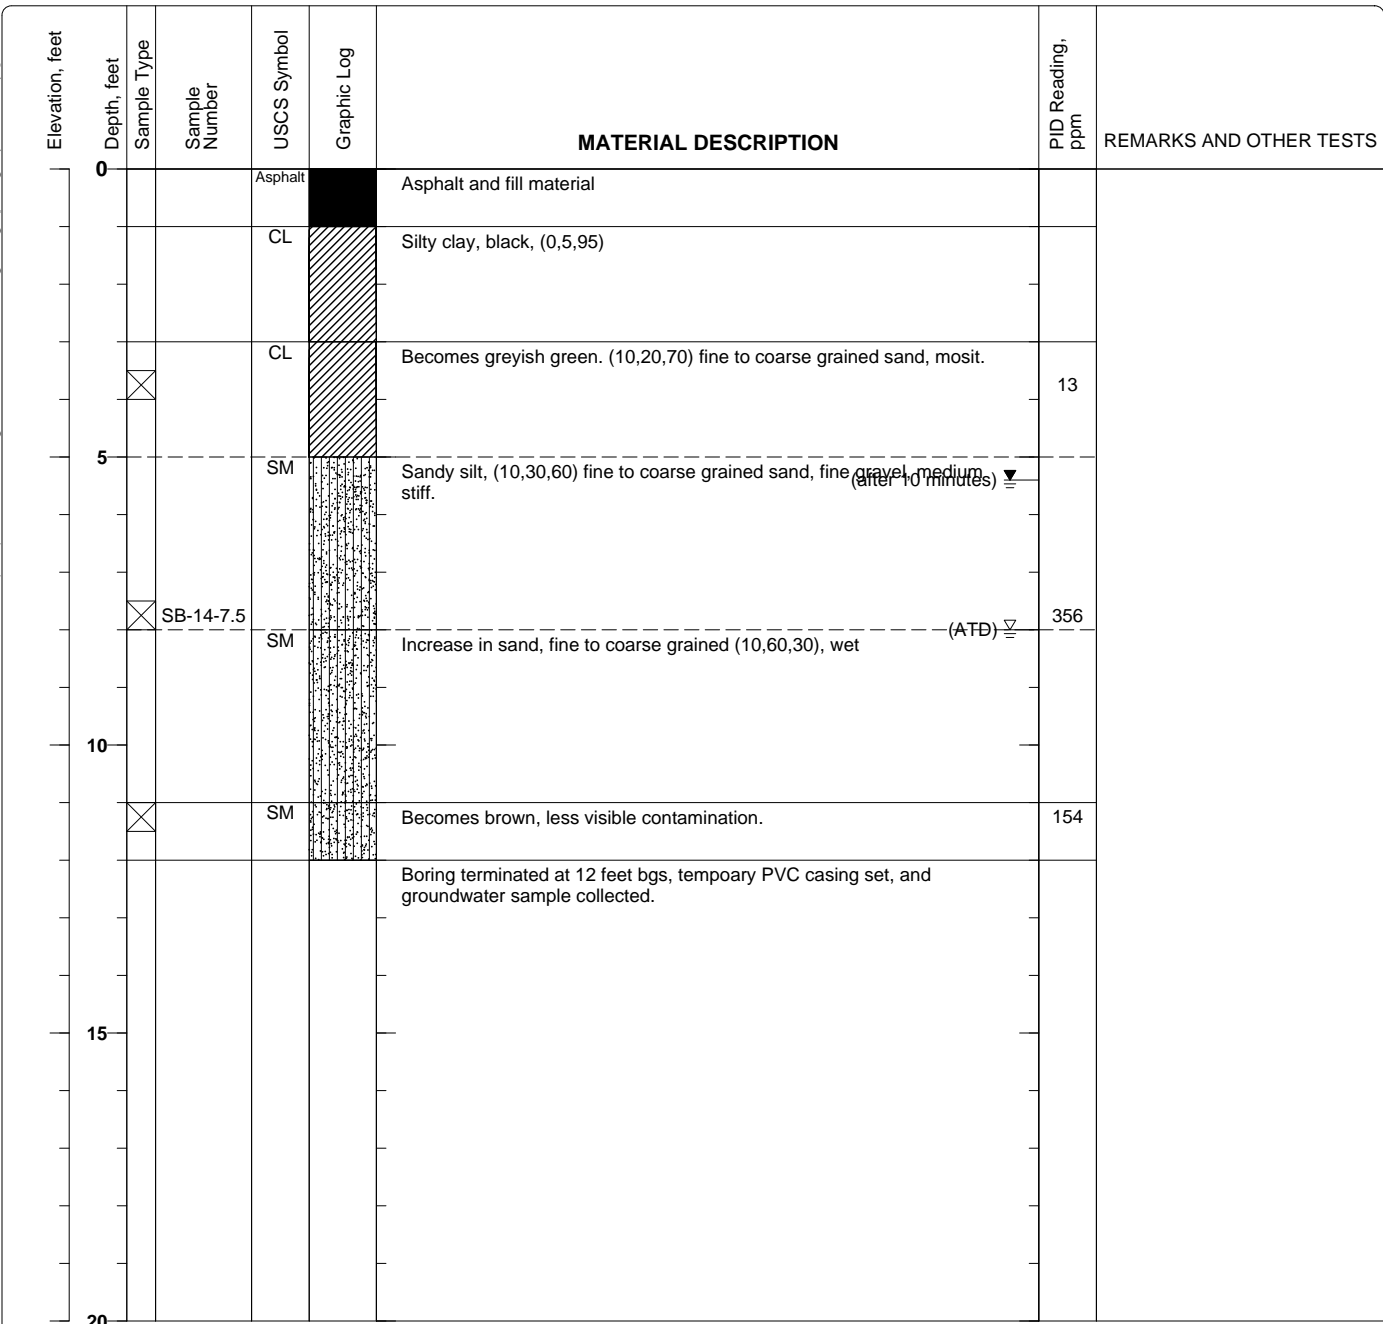 Elevation, feet
Depth, feet
Sample Type
Sample
Number
USCS Symbol
Graphic Log
MATERIAL DESCRIPTION
PID Reading,
ppm
REMARKS AND OTHER TESTS
0
Asphalt
Asphalt and fill material
CL
Silty clay, black, (0,5,95)
CL
Becomes greyish green. (10,20,70) fine to coarse grained sand, mosit.
13
5
SM
Sandy silt, (10,30,60) fine to coarse grained sand, fine gravel, medium
stiff.
(after 10 minutes)
SB-14-7.5
356
(ATD)
SM
Increase in sand, fine to coarse grained (10,60,30), wet
10
SM
Becomes brown, less visible contamination.
154
Boring terminated at 12 feet bgs, tempoary PVC casing set, and
groundwater sample collected.
15
20